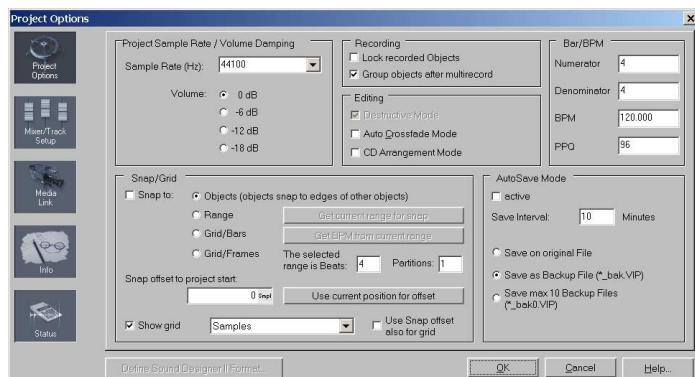 Project Options
Project
Options
Mixer/Track
Setup
Media
Link
Info
Status
Project Sample Rate / Volume Damping
Sample Rate (Hz): 44100
Volume: 0 dB
-6 dB
-12 dB
-18 dB
Recording
Lock recorded Objects
Group objects after multirecord
Editing
Destructive Mode
Auto Crossfade Mode
CD Arrangement Mode
Bar/BPM
Numerator 4
Denominator 4
BPM 120.000
PPQ 96
Snap/Grid
Snap to: Objects (objects snap to edges of other objects)
Range
Get current range for snap
Grid/Bars
Get BPM from current range
Grid/Frames
The selected
range is Beats: 4 Partitions: 1
Snap offset to project start:
0 Smpl
Use current position for offset
Show grid Samples
Use Snap offset
also for grid
AutoSave Mode
active
Save Interval: 10 Minutes
Save on original File
Save as Backup File (*_bak.VIP)
Save max 10 Backup Files
(*_bak0.VIP)
Define Sound Designer II Format...
OK
Cancel
Help...